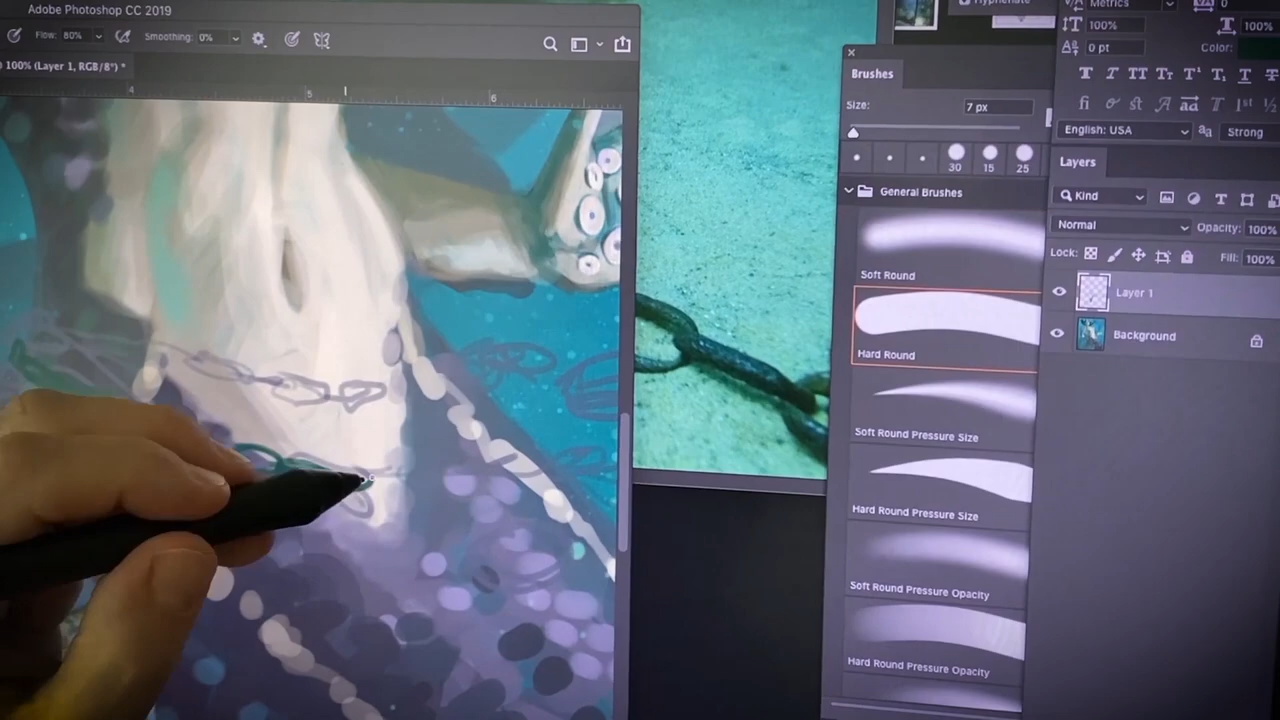 Adobe Photoshop CC 2019
Flow: 80% Smoothing: 0%
100% (Layer 1, RGB/8*) *
4 5 6
Brushes
Size: 7 px
30 15 25
General Brushes
Soft Round
Hard Round
Soft Round Pressure Size
Hard Round Pressure Size
Soft Round Pressure Opacity
Hard Round Pressure Opacity
Hyphenate
Metrics 0
100% 100%
0 pt Color:
English: USA aa Strong
Layers
Kind
Normal Opacity: 100%
Lock: Fill: 100%
Layer 1
Background